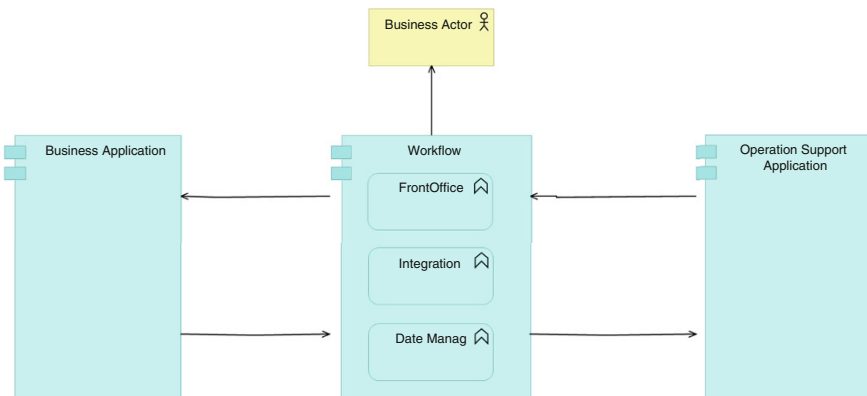 Business Actor
Business Application
Workflow
Operation Support
Application
FrontOffice
Integration
Date Manag